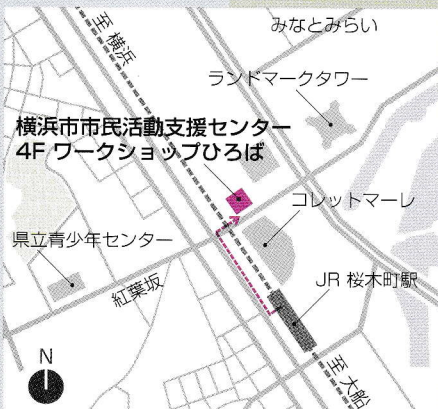 至 横浜
みなとみらい
ランドマークタワー
横浜市市民活動支援センター
4F ワークショップひろば
コレットマーレ
県立青少年センター
紅葉坂
JR 桜木町駅
N
至 大船